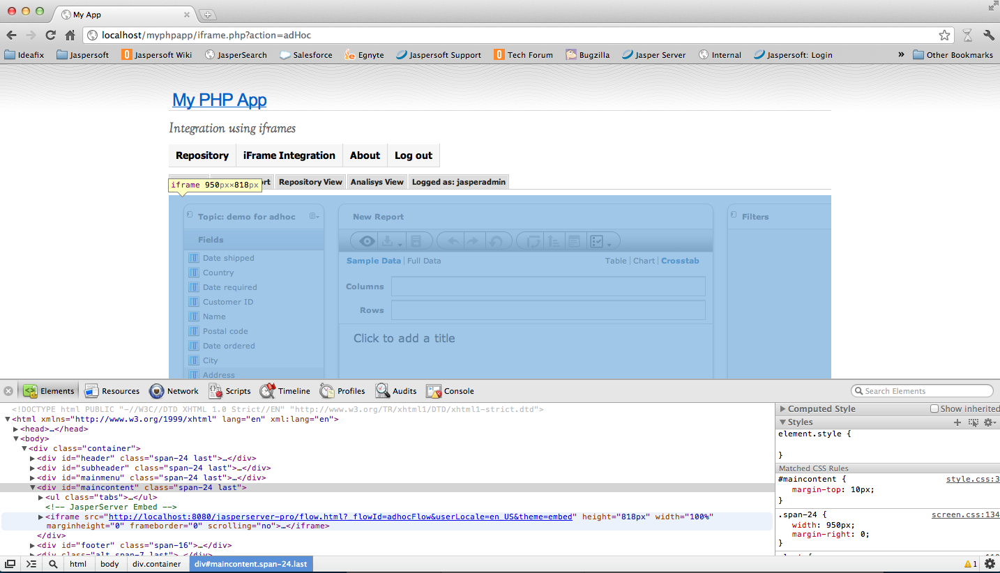 My App
localhost/myphpapp/iframe.php?action=adHoc
Ideafix Jaspersoft Jaspersoft Wiki JasperSearch Salesforce Egnyte Jaspersoft Support Tech Forum Bugzilla Jasper Server Internal Jaspersoft: Login » Other Bookmarks
My PHP App
Integration using iframes
Repository iFrame Integration About Log out
rt Repository View Analisys View Logged as: jasperadmin
iframe 950px×818px
Topic: demo for adhoc New Report Filters
Fields
Date shipped
Country
Date required
Customer ID
Name
Postal code
Date ordered
City
Address
Sample Data | Full Data Table | Chart | Crosstab
Columns
Rows
Click to add a title
Elements Resources Network Scripts Timeline Profiles Audits Console Search Elements
<!DOCTYPE html PUBLIC "-//W3C//DTD XHTML 1.0 Strict//EN" "http://www.w3.org/TR/xhtml1/DTD/xhtml1-strict.dtd">
▼<html xmlns="http://www.w3.org/1999/xhtml" lang="en" xml:lang="en">
▶<head>…</head>
▼<body>
▼<div class="container">
▶<div id="header" class="span-24 last">…</div>
▶<div id="subheader" class="span-24 last">…</div>
▶<div id="mainmenu" class="span-24 last">…</div>
▼<div id="maincontent" class="span-24 last">
▶<ul class="tabs">…</ul>
<!-- JasperServer Embed -->
▶<iframe src="http://localhost:8080/jasperserver-pro/flow.html?_flowId=adhocFlow&userLocale=en_US&theme=embed" height="818px" width="100%"
marginheight="0" frameborder="0" scrolling="no">…</iframe>
</div>
▶<div id="footer" class="span-16">…</div>
▶<div class="alt span-7 last">…</div>
▶Computed Style Show inherited
▼Styles
element.style {
}
Matched CSS Rules
#maincontent { style.css:3
margin-top: 10px;
}
.span-24 { screen.css:134
width: 950px;
margin-right: 0;
}
html body div.container div#maincontent.span-24.last 1